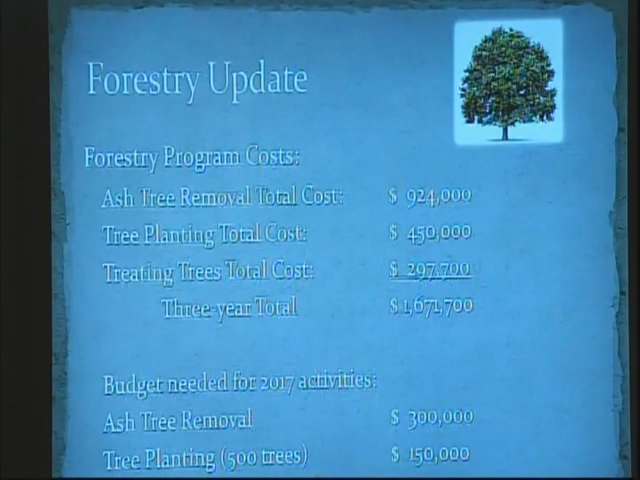 Forestry Update
Forestry Program Costs:
Ash Tree Removal Total Cost: $ 924,000
Tree Planting Total Cost: $ 450,000
Treating Trees Total Cost: $ 297,700
Three-year Total $1,671,700
Budget needed for 2017 activities:
Ash Tree Removal $ 300,000
Tree Planting (500 trees) $ 150,000